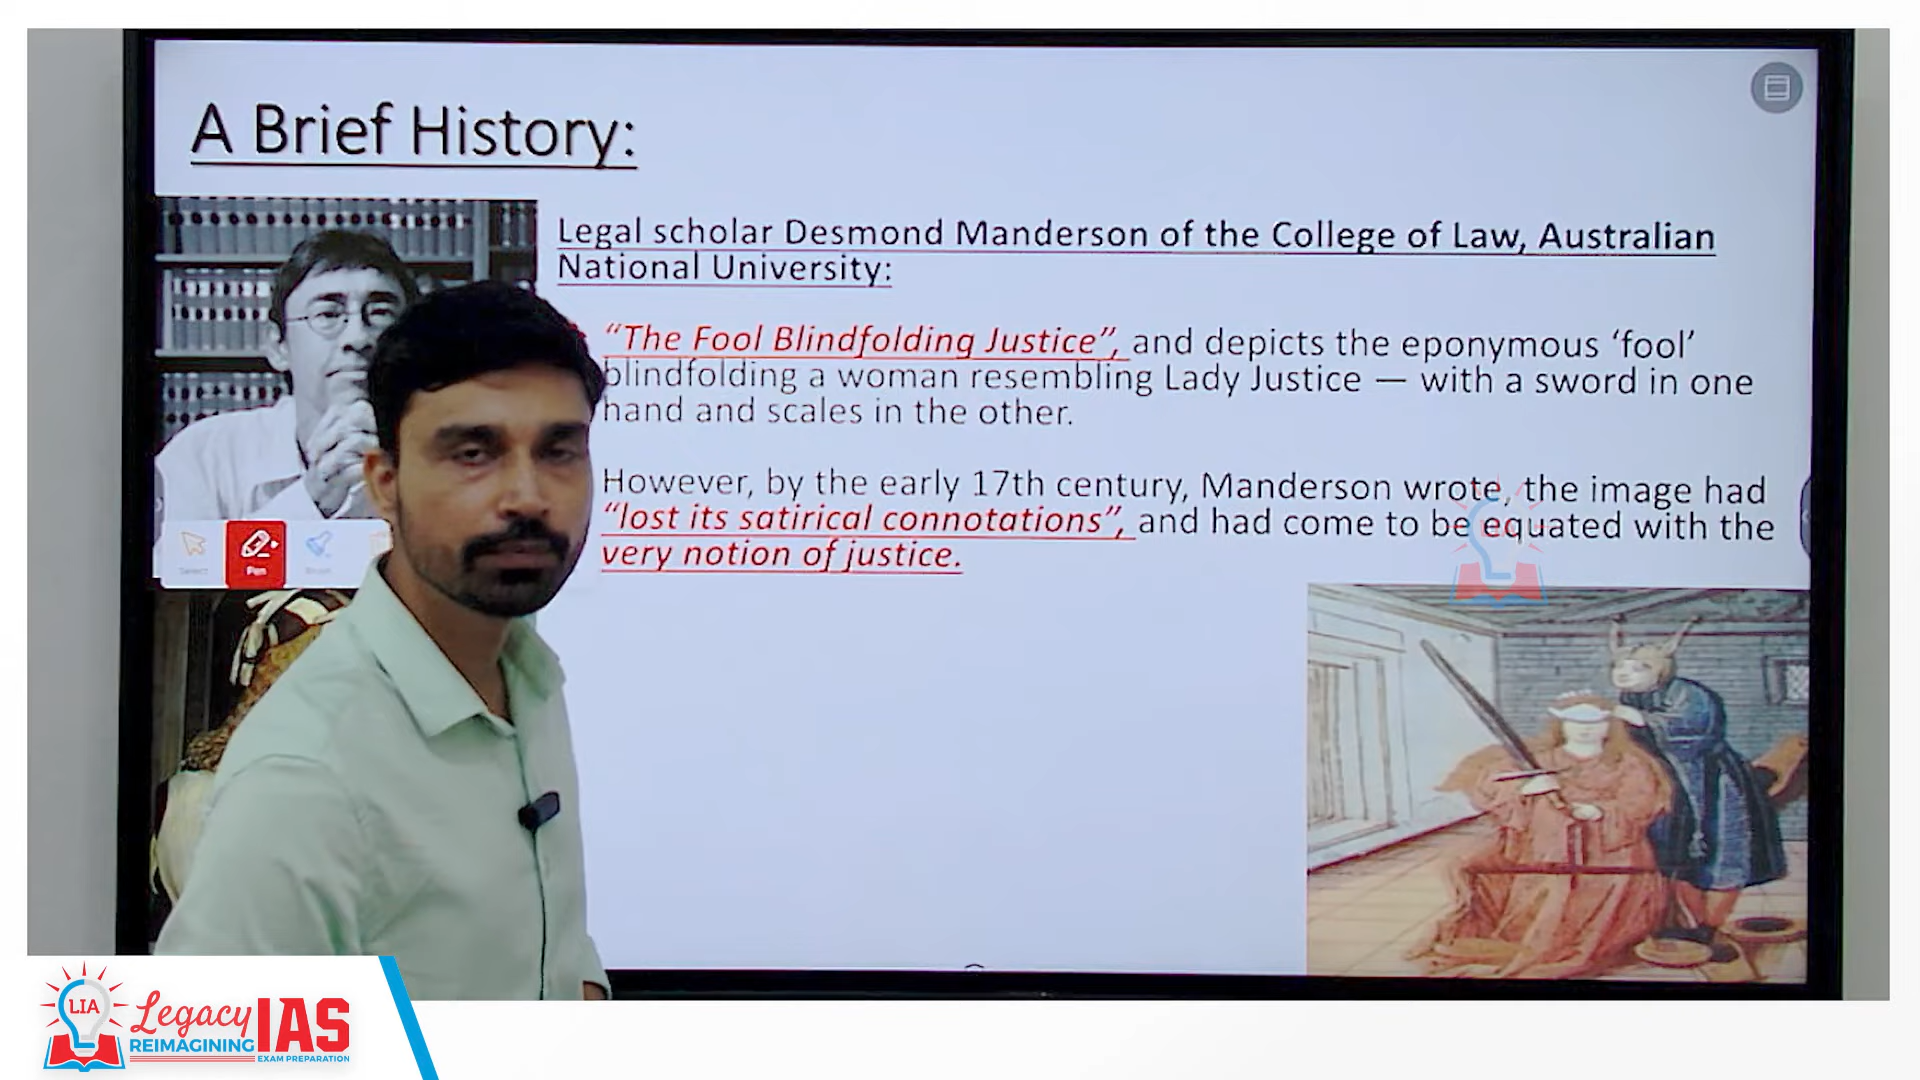 A Brief History:
Legal scholar Desmond Manderson of the College of Law, Australian
National University:
“The Fool Blindfolding Justice”, and depicts the eponymous ‘fool’
blindfolding a woman resembling Lady Justice — with a sword in one
hand and scales in the other.
However, by the early 17th century, Manderson wrote, the image had
“lost its satirical connotations”, and had come to be equated with the
very notion of justice.
Select Pen Brush
LIA
Legacy IAS
REIMAGINING
EXAM PREPARATION